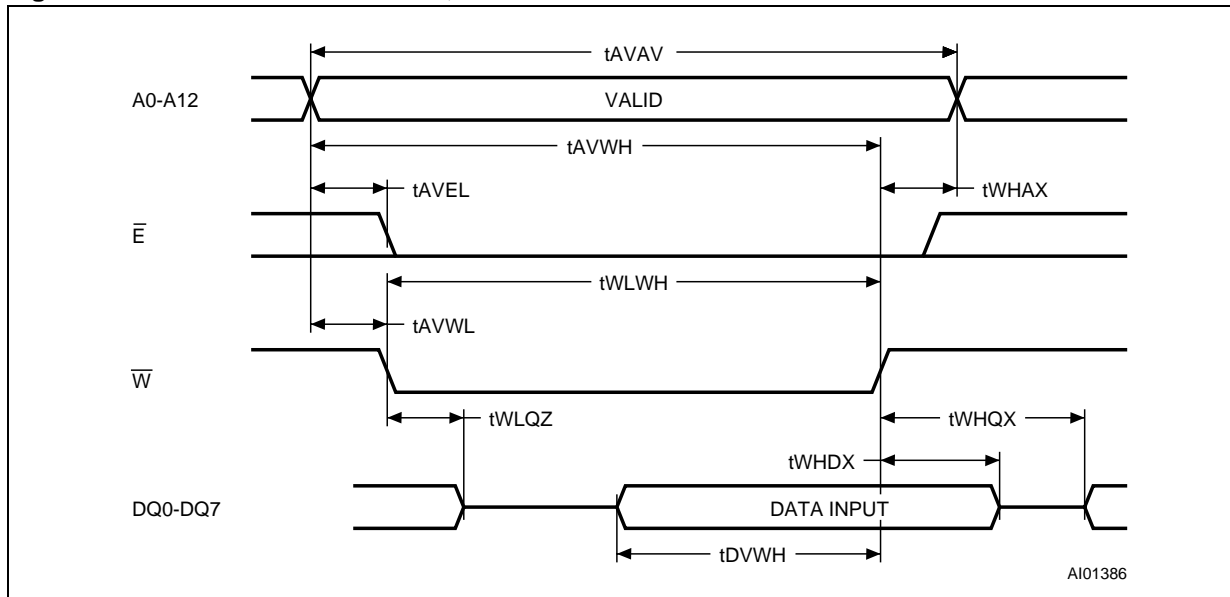 tAVAV
A0-A12
VALID
tAVWH
tAVEL
tWHAX
E̅
tWLWH
tAVWL
W̅
tWLQZ
tWHQX
tWHDX
DQ0-DQ7
DATA INPUT
tDVWH
AI01386